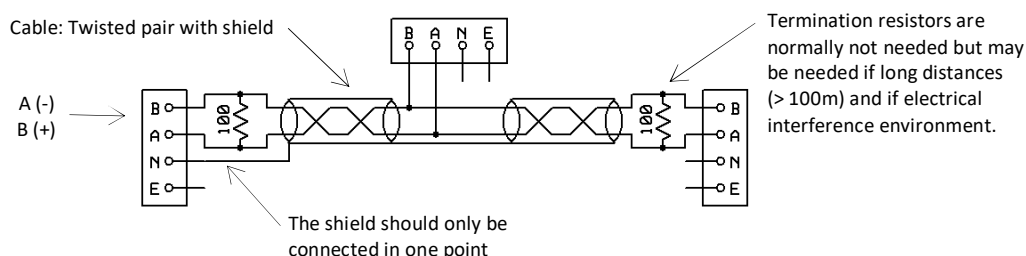 Cable: Twisted pair with shield
B A N E
Termination resistors are
normally not needed but may
be needed if long distances
(> 100m) and if electrical
interference environment.
A (-)
B (+)
B
A
N
E
100
100
B
A
N
E
The shield should only be
connected in one point